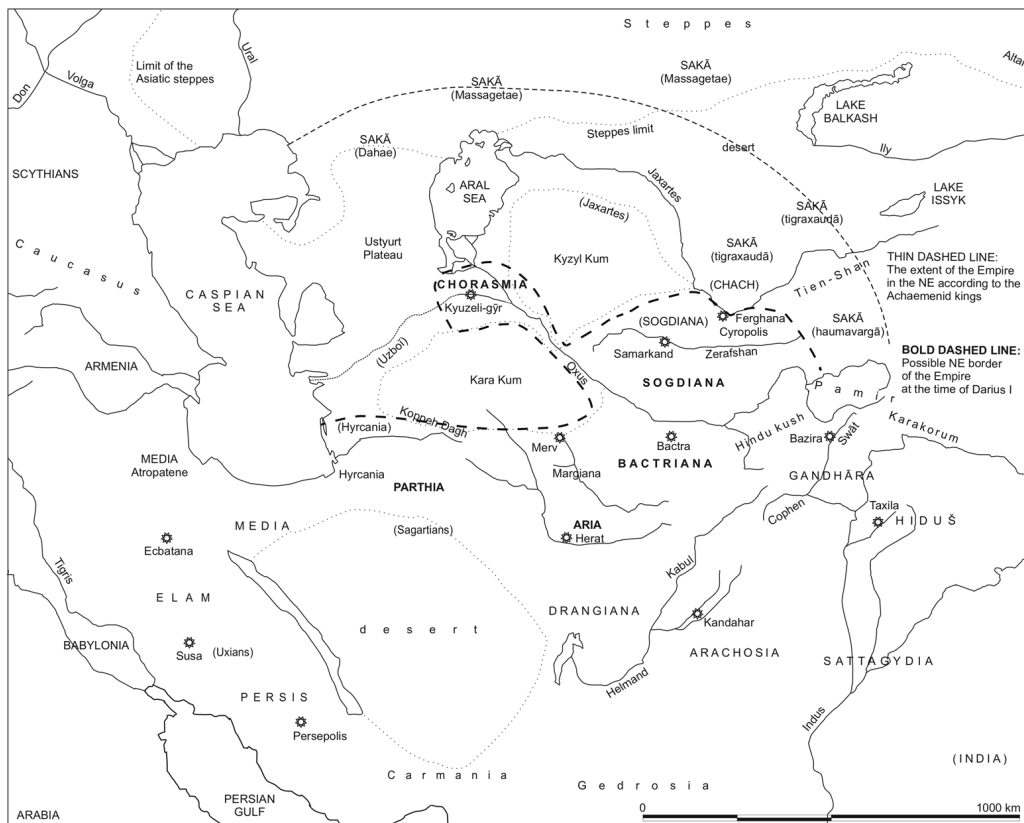 Steppes
Limit of the
Asiatic steppes
Ural
Volga
Don
SAKĀ
(Massagetae)
SAKĀ
(Massagetae)
LAKE
BALKASH
Steppes limit
desert
Ily
SAKĀ
(Dahae)
SCYTHIANS
ARAL
SEA
Jaxartes
(Jaxartes)
LAKE
ISSYK
SAKĀ
(tigraxaudā)
SAKĀ
(tigraxaudā)
Caucasus
Ustyurt
Plateau
Kyzyl Kum
Tien-Shan
THIN DASHED LINE:
The extent of the Empire
in the NE according to the
Achaemenid kings
CASPIAN
SEA
CHORASMIA
Kyuzeli-gÿr
(CHACH)
Ferghana
Cyropolis
(SOGDIANA)
SAKĀ
(haumavargā)
Samarkand
Zerafshan
(Uzboï)
BOLD DASHED LINE:
Possible NE border
of the Empire
at the time of Darius I
ARMENIA
Kara Kum
Oxus
SOGDIANA
Pamir
Karakorum
Koppeh Dagh
(Hyrcania)
Hindu kush
Swāt
Bazira
Merv
Bactra
MEDIA
Atropatene
Hyrcania
Margiana
BACTRIANA
GANDHĀRA
PARTHIA
Taxila
HIDUŠ
Cophen
MEDIA
(Sagartians)
ARIA
Herat
Ecbatana
Tigris
Kabul
ELAM
desert
DRANGIANA
Kandahar
BABYLONIA
Susa
(Uxians)
ARACHOSIA
SATTAGYDIA
Helmand
PERSIS
Persepolis
Indus
(INDIA)
Carmania
Gedrosia
PERSIAN
GULF
ARABIA
0
1000 km